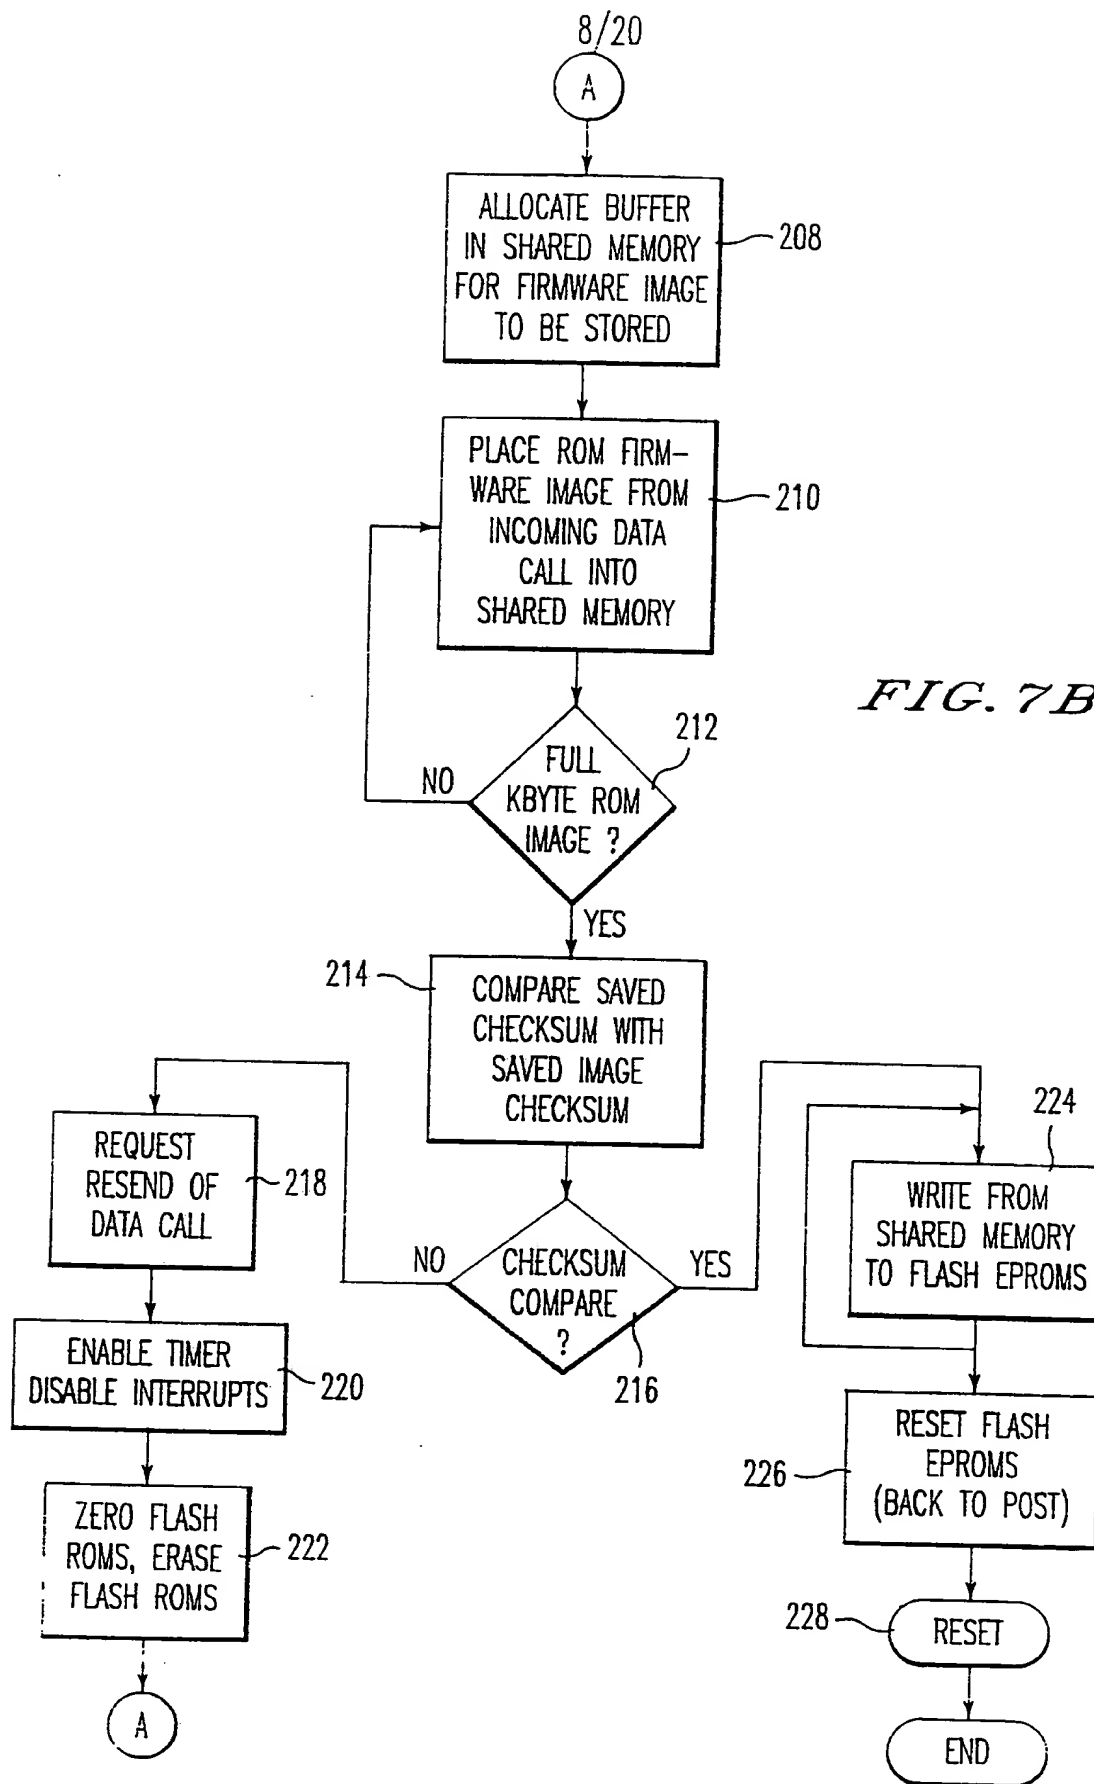 8/20
A
ALLOCATE BUFFER
IN SHARED MEMORY
FOR FIRMWARE IMAGE
TO BE STORED
208
PLACE ROM FIRM-
WARE IMAGE FROM
INCOMING DATA
CALL INTO
SHARED MEMORY
210
FIG. 7B
212
FULL
KBYTE ROM
IMAGE ?
NO
YES
214
COMPARE SAVED
CHECKSUM WITH
SAVED IMAGE
CHECKSUM
CHECKSUM
COMPARE
?
216
NO
YES
REQUEST
RESEND OF
DATA CALL
218
ENABLE TIMER
DISABLE INTERRUPTS
220
ZERO FLASH
ROMS, ERASE
FLASH ROMS
222
A
224
WRITE FROM
SHARED MEMORY
TO FLASH EPROMS
226
RESET FLASH
EPROMS
(BACK TO POST)
228
RESET
END